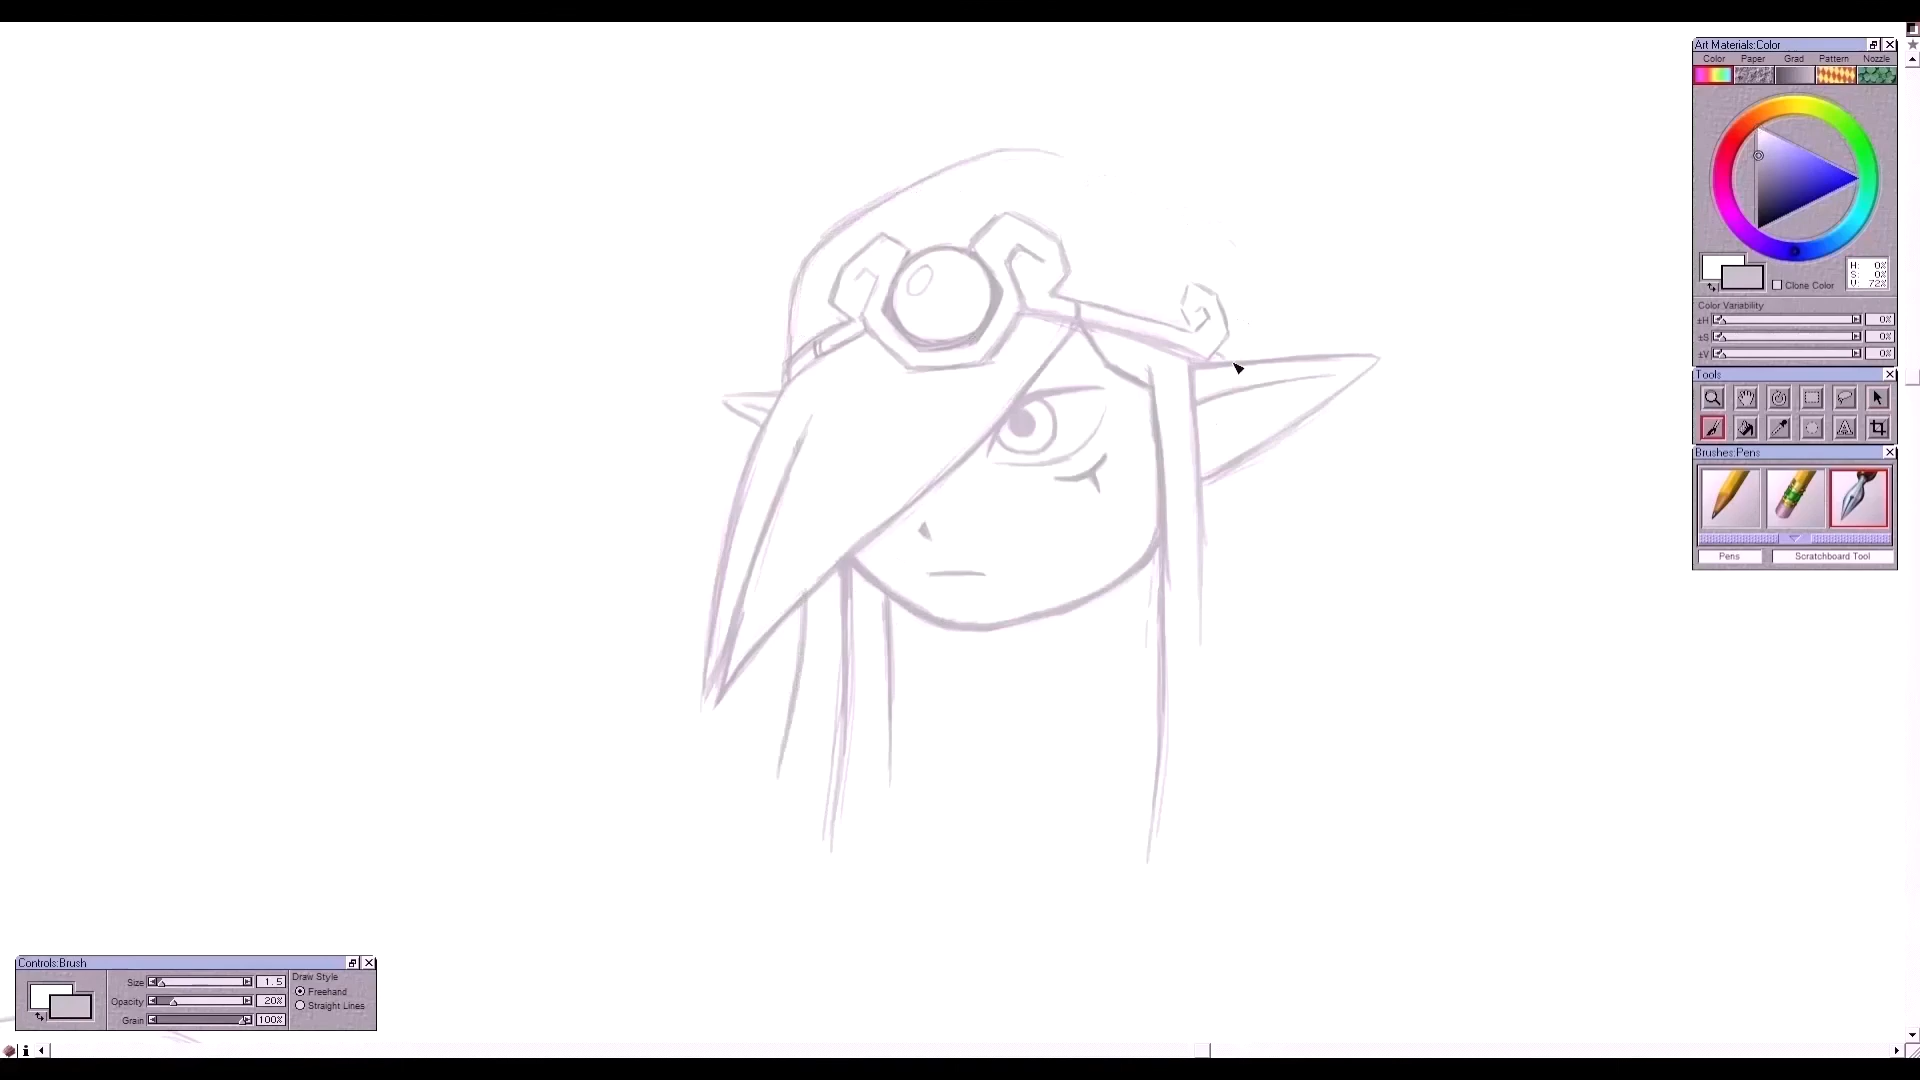 Art Materials:Color
Color Paper Grad Pattern Nozzle
H: 0%
S: 0%
V: 72%
Clone Color
Color Variability
±H 0%
±S 0%
±V 0%
Tools
Brushes:Pens
Pens Scratchboard Tool
Controls:Brush
Size 1.5
Opacity 20%
Grain 100%
Draw Style
Freehand
Straight Lines